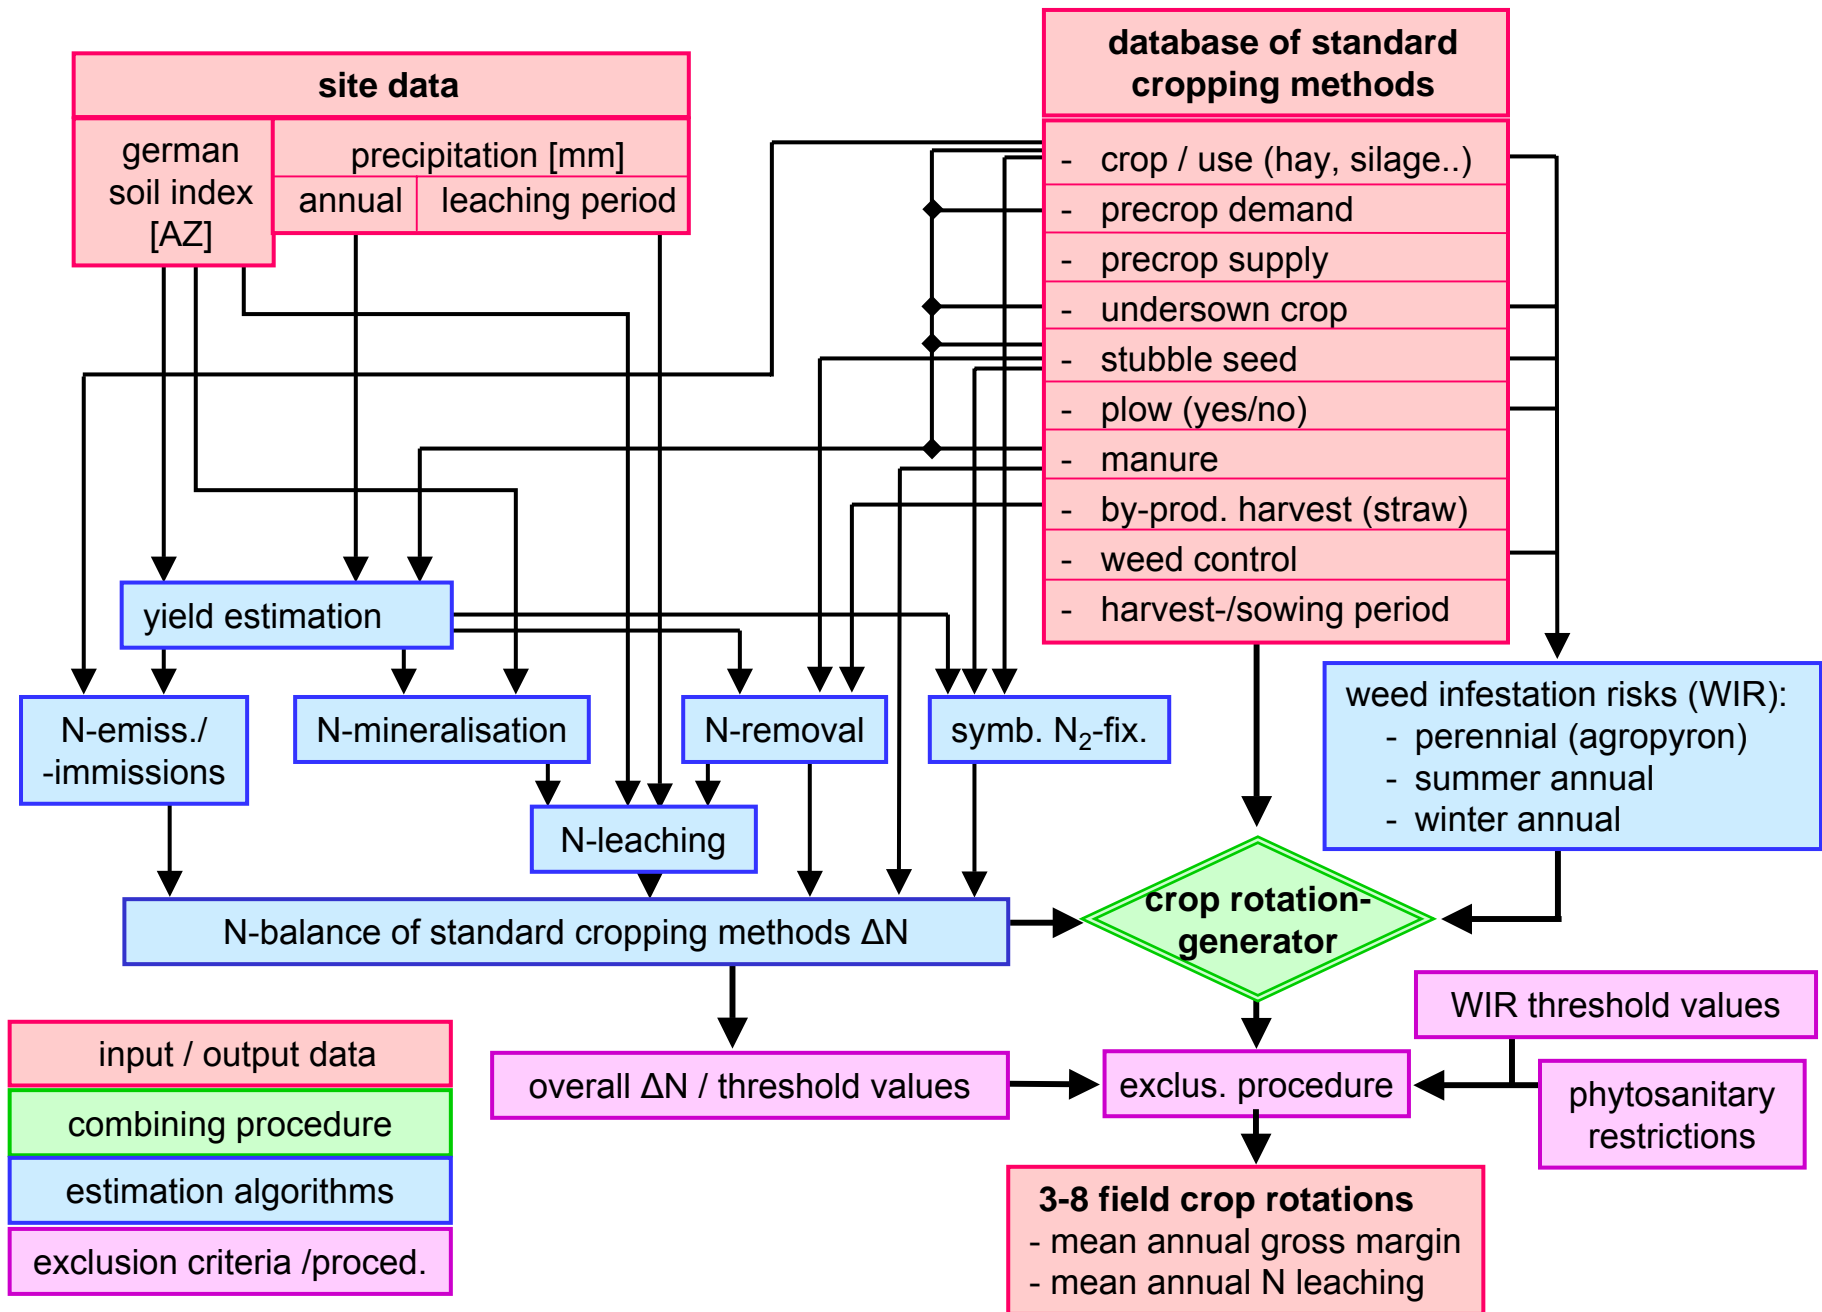 site data
german
soil index
[AZ]
precipitation [mm]
annual
leaching period
database of standard
cropping methods
- crop / use (hay, silage..)
- precrop demand
- precrop supply
- undersown crop
- stubble seed
- plow (yes/no)
- manure
- by-prod. harvest (straw)
- weed control
- harvest-/sowing period
yield estimation
N-emiss./
-immissions
N-mineralisation
N-removal
symb. N₂-fix.
N-leaching
weed infestation risks (WIR):
- perennial (agropyron)
- summer annual
- winter annual
N-balance of standard cropping methods ΔN
crop rotation-
generator
WIR threshold values
overall ΔN / threshold values
exclus. procedure
phytosanitary
restrictions
3-8 field crop rotations
- mean annual gross margin
- mean annual N leaching
input / output data
combining procedure
estimation algorithms
exclusion criteria /proced.